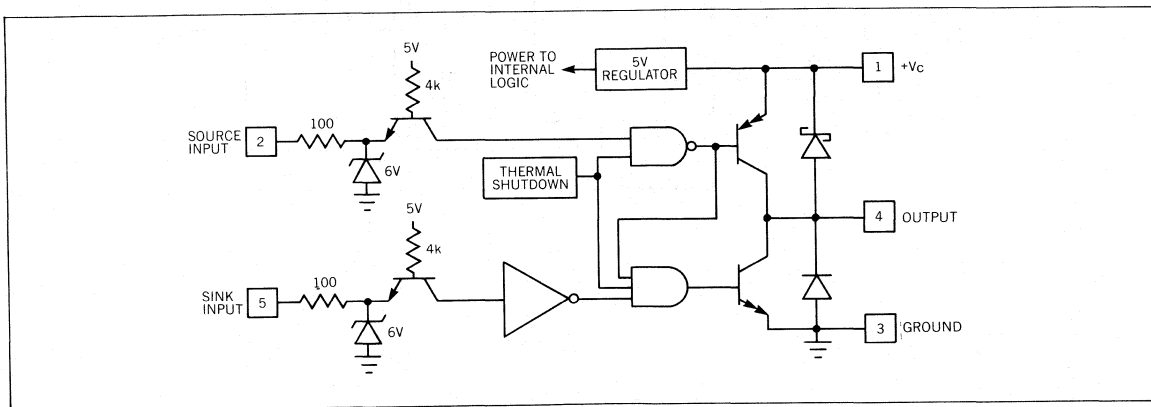 5V
4k
POWER TO
INTERNAL
LOGIC
5V
REGULATOR
1
+Vc
SOURCE
INPUT
2
100
6V
THERMAL
SHUTDOWN
5V
4k
4
OUTPUT
SINK
INPUT
5
100
6V
3
GROUND